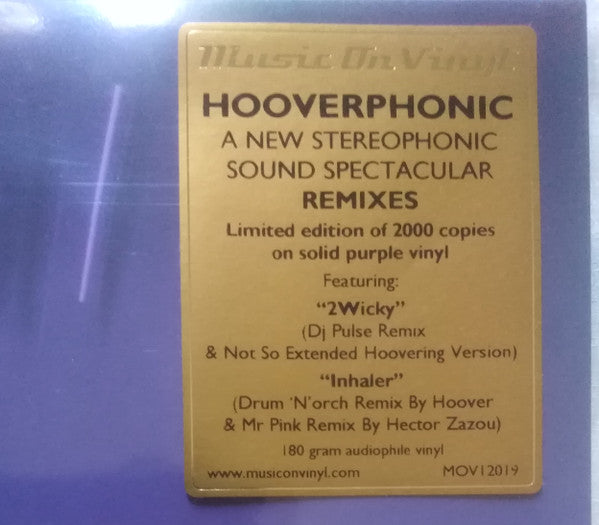 Music On Vinyl
HOOVERPHONIC
A NEW STEREOPHONIC
SOUND SPECTACULAR
REMIXES
Limited edition of 2000 copies
on solid purple vinyl
Featuring:
“2Wicky”
(Dj Pulse Remix
& Not So Extended Hoovering Version)
“Inhaler”
(Drum ‘N’orch Remix By Hoover
& Mr Pink Remix By Hector Zazou)
180 gram audiophile vinyl
www.musiconvinyl.com MOV12019